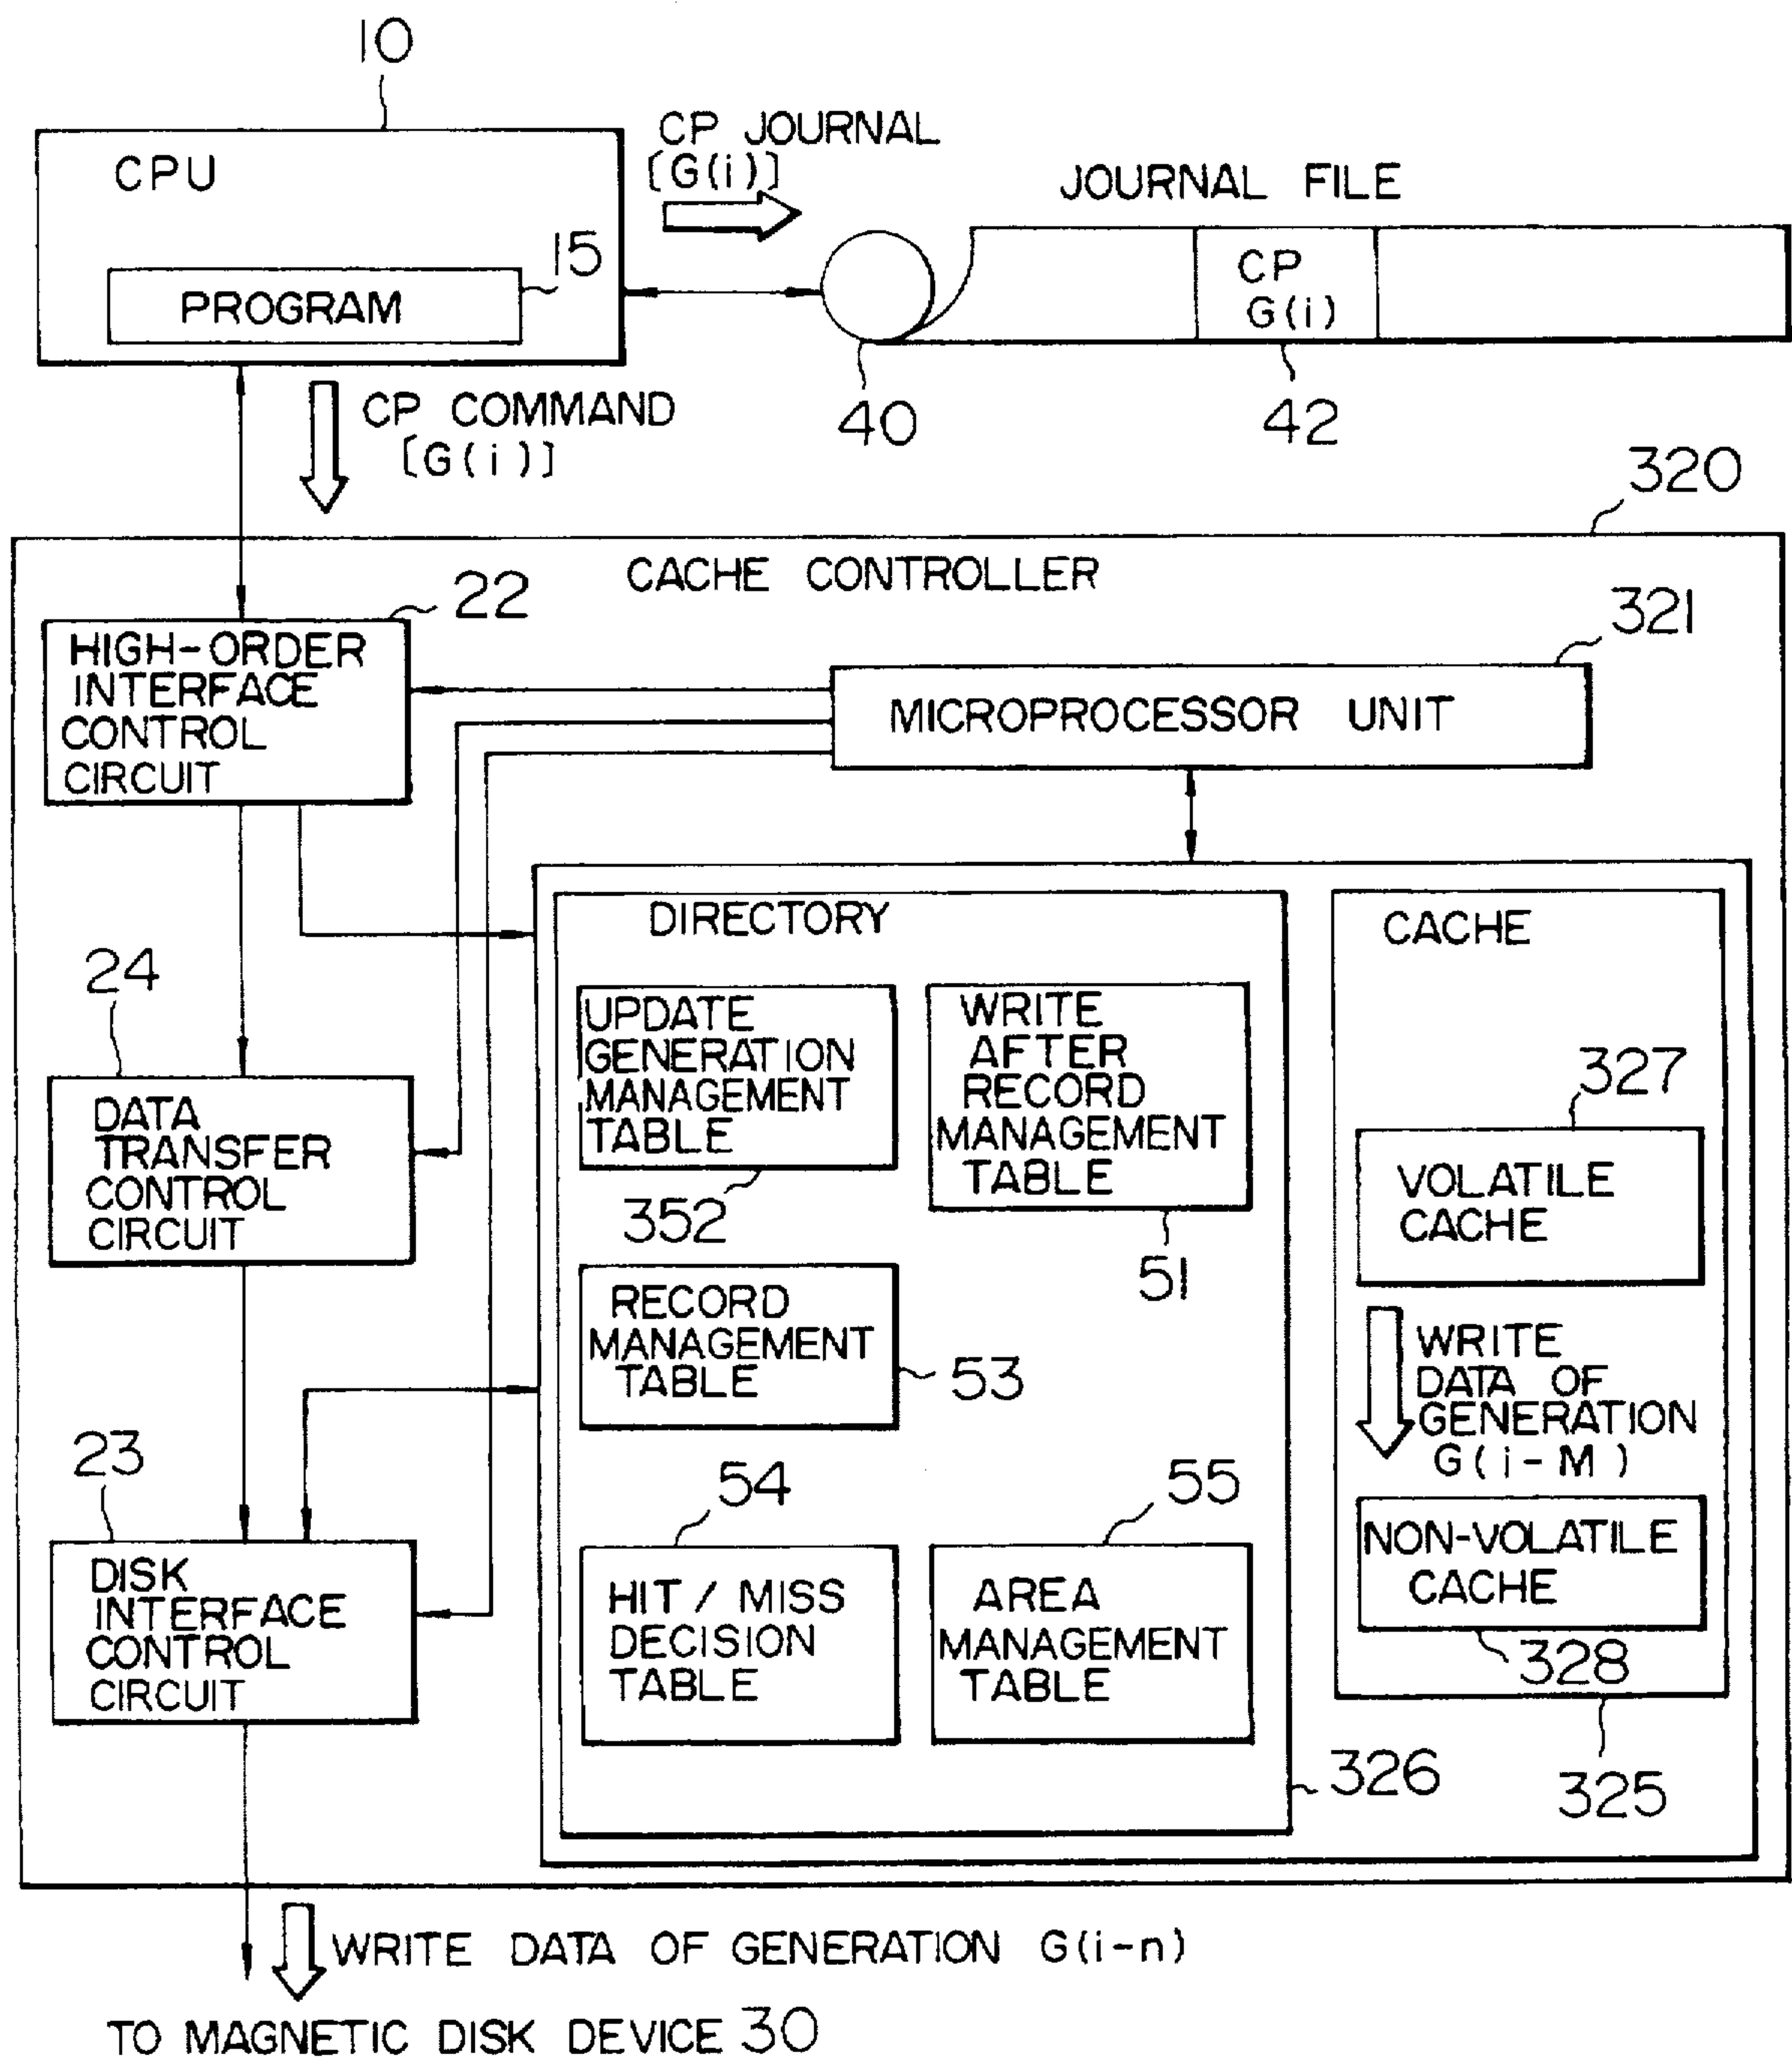 10
CPU
15
PROGRAM
CP JOURNAL
[G(i)]
JOURNAL FILE
CP
G(i)
40
42
CP COMMAND
[G(i)]
320
CACHE CONTROLLER
22
HIGH-ORDER
INTERFACE
CONTROL
CIRCUIT
321
MICROPROCESSOR UNIT
24
DATA
TRANSFER
CONTROL
CIRCUIT
23
DISK
INTERFACE
CONTROL
CIRCUIT
DIRECTORY
UPDATE
GENERATION
MANAGEMENT
TABLE
352
WRITE
AFTER
RECORD
MANAGEMENT
TABLE
51
RECORD
MANAGEMENT
TABLE
53
54
HIT / MISS
DECISION
TABLE
55
AREA
MANAGEMENT
TABLE
326
CACHE
327
VOLATILE
CACHE
WRITE
DATA OF
GENERATION
G(i-M)
NON-VOLATILE
CACHE
328
325
WRITE DATA OF GENERATION G(i-n)
TO MAGNETIC DISK DEVICE 30